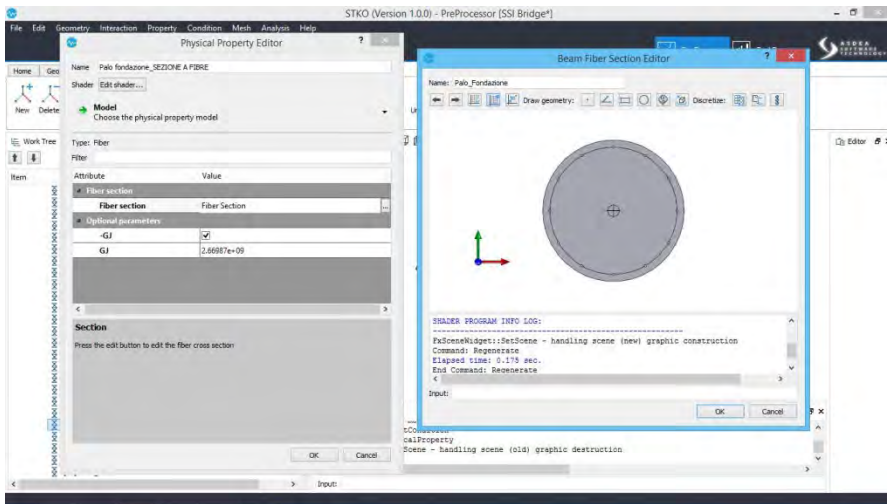 STKO (Version 1.0.0) - PreProcessor [SSI Bridge*]
File Edit Geometry Interaction Property Condition Mesh Analysis Help
ASDEA
SOFTWARE
TECHNOLOGY
Home
New Delete
Work Tree
Item
Physical Property Editor
?
Name Palo fondazione_SEZIONE A FIBRE
Shader Edit shader...
Model
Choose the physical property model
Type: Fiber
Filter
Attribute Value
Fiber section
Fiber section Fiber Section ...
Optional parameters
-GJ
GJ 2.66987e+09
Section
Press the edit button to edit the fiber cross section
OK Cancel
Beam Fiber Section Editor
? x
Name: Palo_Fondazione
Draw geometry: Discretize:
SHADER PROGRAM INFO LOG:
FxSceneWidget::SetScene - handling scene (new) graphic construction
Command: Regenerate
Elapsed time: 0.175 sec.
End Command: Regenerate
Input:
OK Cancel
Editor
calProperty
Scene - handling scene (old) graphic destruction
Input: